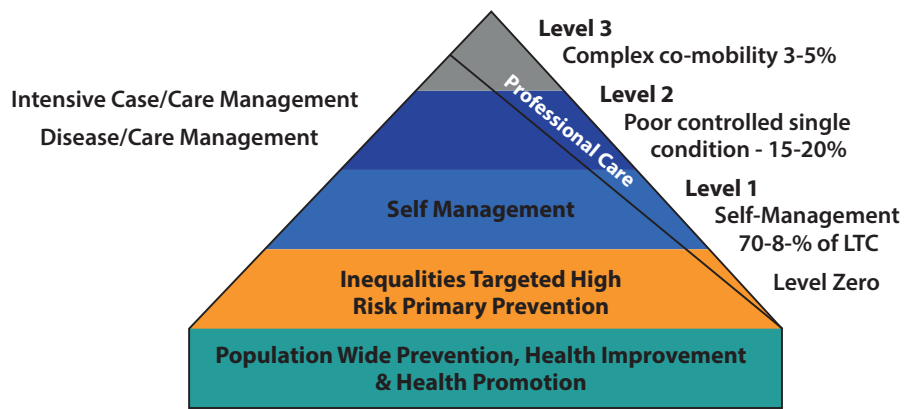 Level 3
Complex co-mobility 3-5%
Intensive Case/Care Management
Disease/Care Management
Professional Care
Level 2
Poor controlled single
condition - 15-20%
Level 1
Self-Management
70-8-% of LTC
Self Management
Level Zero
Inequalities Targeted High
Risk Primary Prevention
Population Wide Prevention, Health Improvement
& Health Promotion